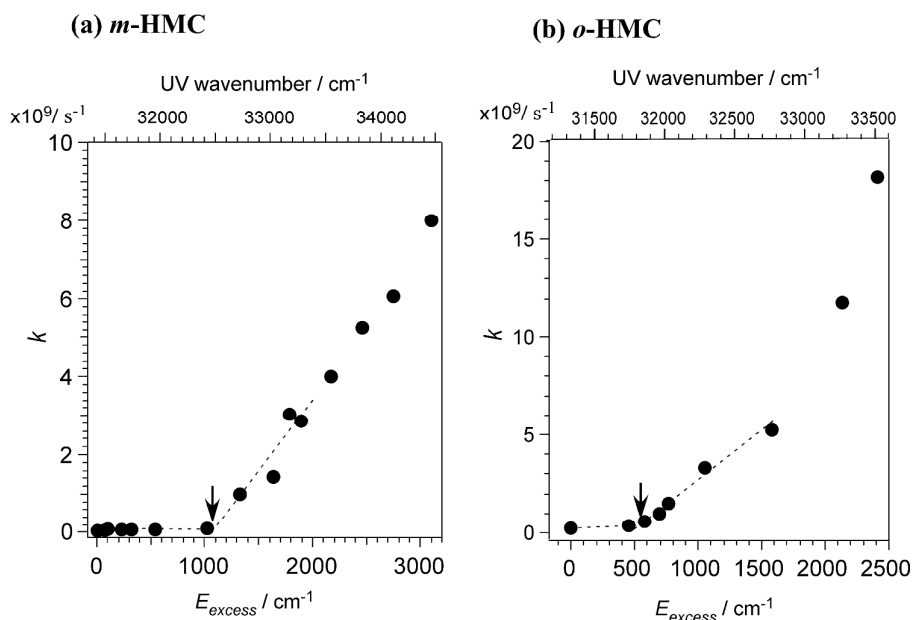 (a) m-HMC
UV wavenumber / cm⁻¹
x10⁹/ s⁻¹
32000 33000 34000
10
8
6
4
2
0
k
0 1000 2000 3000
E_excess / cm⁻¹
(b) o-HMC
UV wavenumber / cm⁻¹
x10⁹/ s⁻¹
31500 32000 32500 33000 33500
20
15
10
5
0
k
0 500 1000 1500 2000 2500
E_excess / cm⁻¹